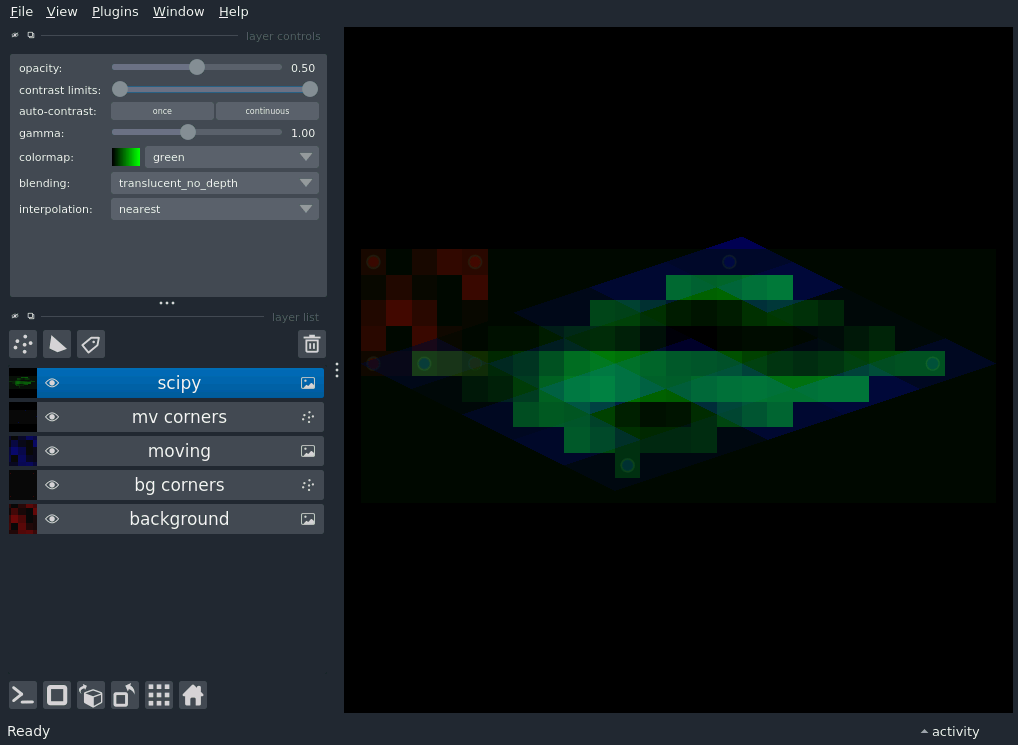 File View Plugins Window Help
layer controls
opacity: 0.50
contrast limits:
auto-contrast: once continuous
gamma: 1.00
colormap: green
blending: translucent_no_depth
interpolation: nearest
layer list
scipy
mv corners
moving
bg corners
background
Ready activity